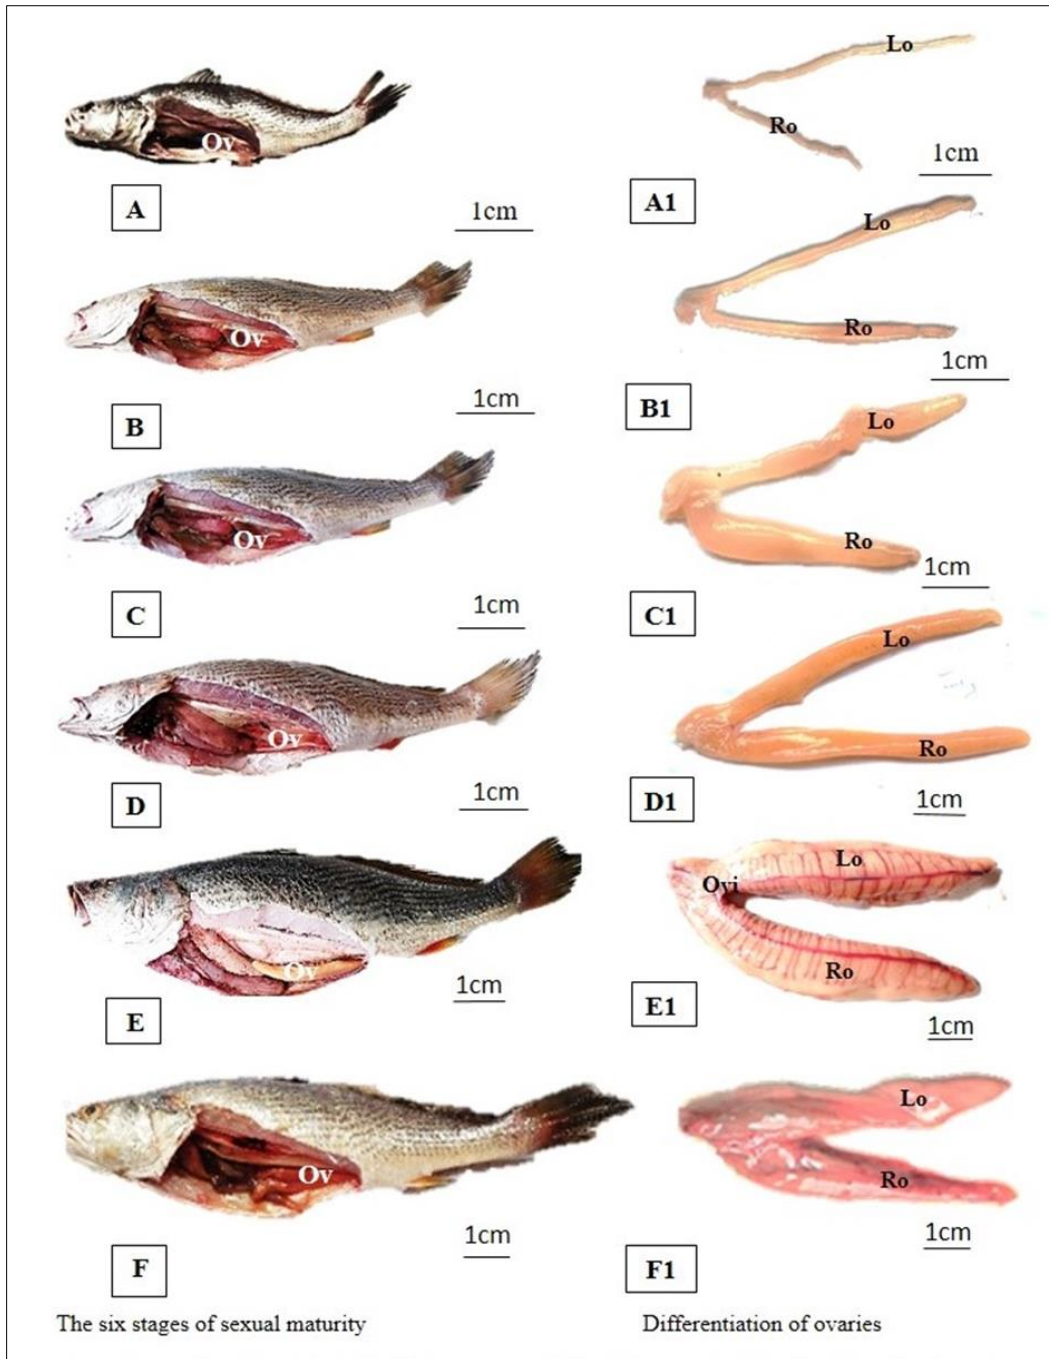 Lo
Ov
Ro
1cm
A
A1
1cm
Lo
Ov
Ro
1cm
1cm
B
B1
Lo
Ov
Ro
1cm
1cm
C
C1
Lo
Ov
Ro
1cm
1cm
D
D1
Lo
Ovi
Ov
Ro
1cm
E
E1
1cm
Lo
Ov
Ro
1cm
1cm
F
F1
The six stages of sexual maturity
Differentiation of ovaries